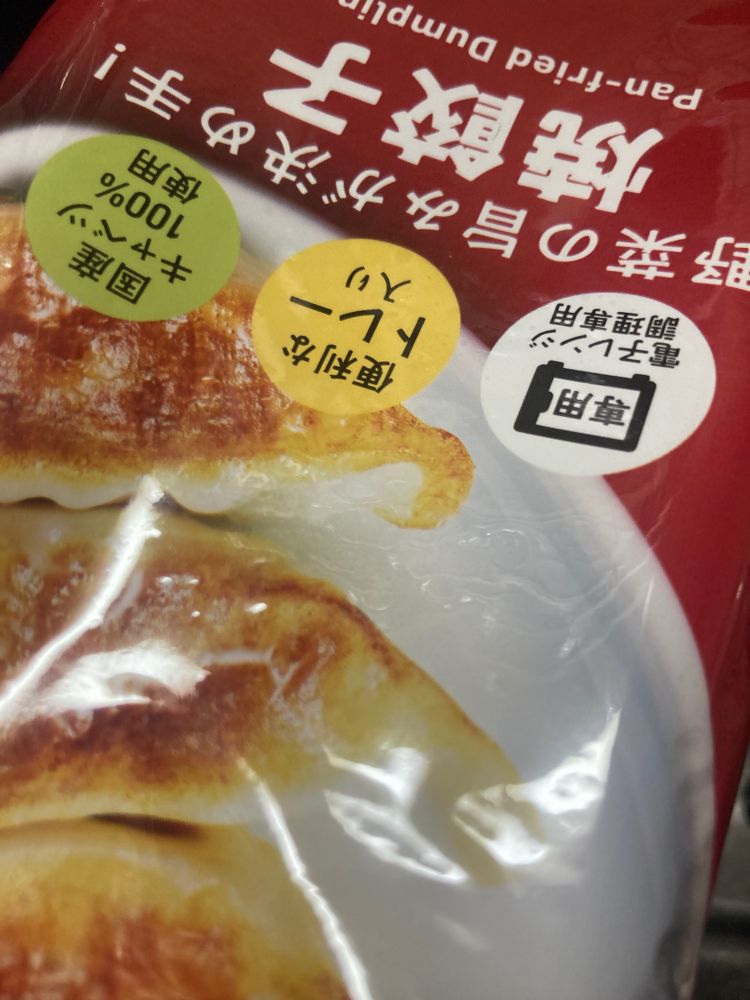 Pan-fried Dumplin
焼餃子
野菜の旨みが決め手!
専用
電子レンジ
調理専用
便利な
トレー
入り
国産
キャベツ
100%
使用